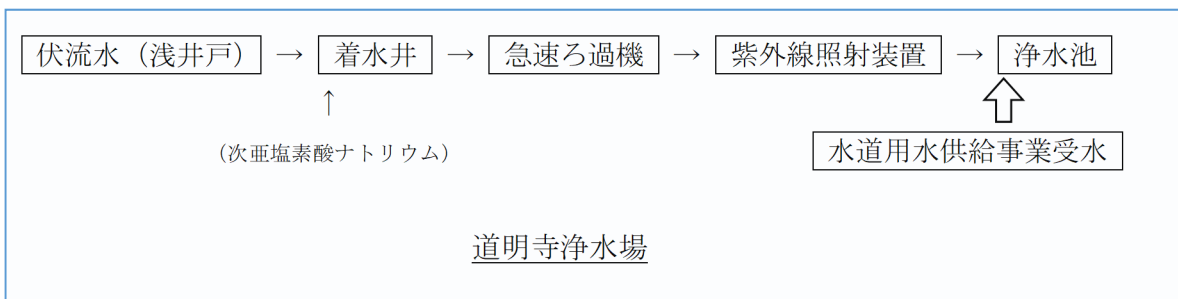 伏流水（浅井戸） → 着水井 → 急速ろ過機 → 紫外線照射装置 → 浄水池
↑
（次亜塩素酸ナトリウム）
水道用水供給事業受水
道明寺浄水場